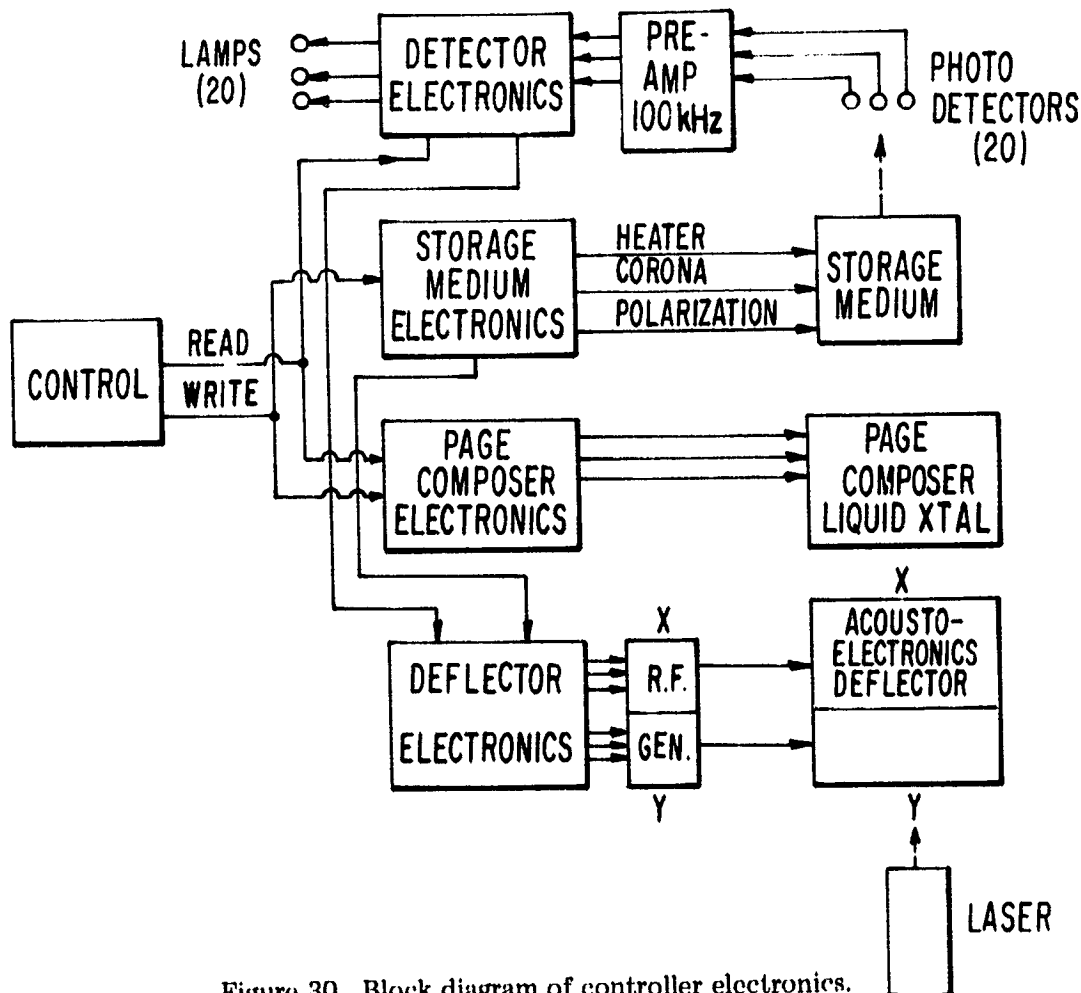 LAMPS
(20)
DETECTOR
ELECTRONICS
PRE-
AMP
100 kHz
PHOTO
DETECTORS
(20)
STORAGE
MEDIUM
ELECTRONICS
HEATER
CORONA
POLARIZATION
STORAGE
MEDIUM
CONTROL
READ
WRITE
PAGE
COMPOSER
ELECTRONICS
PAGE
COMPOSER
LIQUID XTAL
DEFLECTOR
ELECTRONICS
X
R.F.
GEN.
Y
X
ACOUSTO-
ELECTRONICS
DEFLECTOR
Y
LASER
Figure 30. Block diagram of controller electronics.